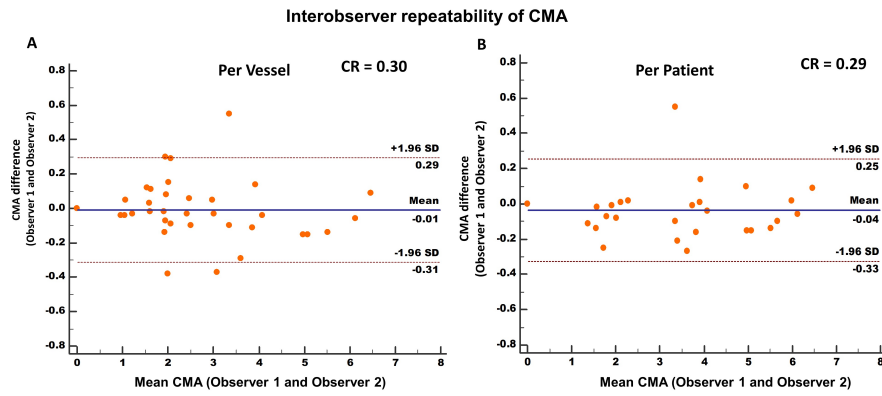 Interobserver repeatability of CMA
A
Per Vessel
CR = 0.30
CMA difference
(Observer 1 and Observer 2)
0.8
0.6
0.4
0.2
0.0
-0.2
-0.4
-0.6
-0.8
+1.96 SD
0.29
Mean
-0.01
-1.96 SD
-0.31
0 1 2 3 4 5 6 7 8
Mean CMA (Observer 1 and Observer 2)
B
Per Patient
CR = 0.29
CMA difference
(Observer 1 and Observer 2)
0.8
0.6
0.4
0.2
0.0
-0.2
-0.4
-0.6
-0.8
+1.96 SD
0.25
Mean
-0.04
-1.96 SD
-0.33
0 1 2 3 4 5 6 7 8
Mean CMA (Observer 1 and Observer 2)